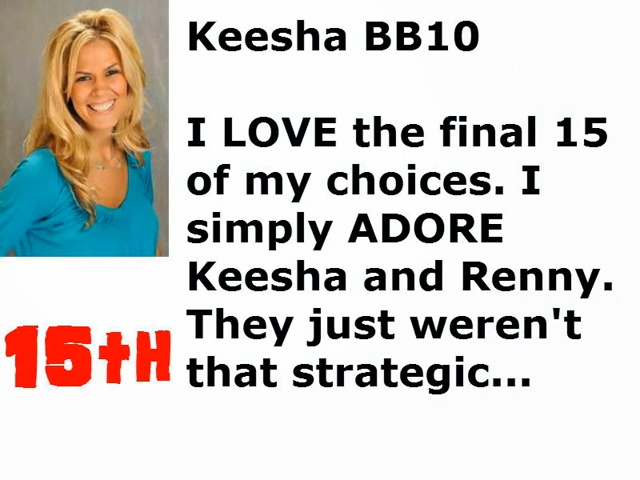 Keesha BB10
I LOVE the final 15
of my choices. I
simply ADORE
Keesha and Renny.
They just weren't
that strategic...
15tH